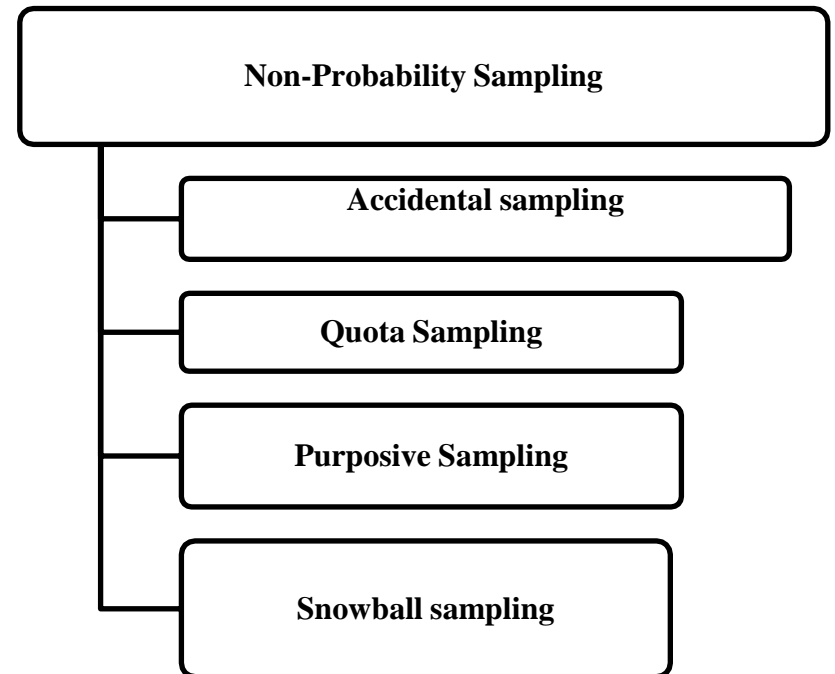 Non-Probability Sampling
Accidental sampling
Quota Sampling
Purposive Sampling
Snowball sampling